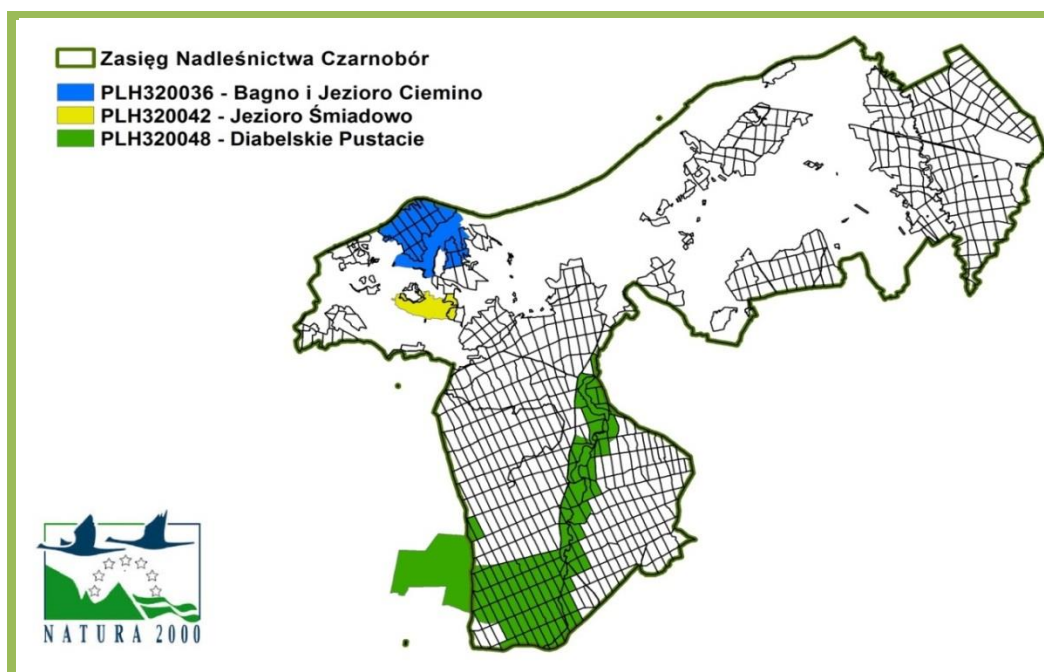 Zasięg Nadleśnictwa Czarnobór
PLH320036 - Bagno i Jezioro Ciemino
PLH320042 - Jezioro Śmiadowo
PLH320048 - Diabelskie Pustacie
NATURA 2000